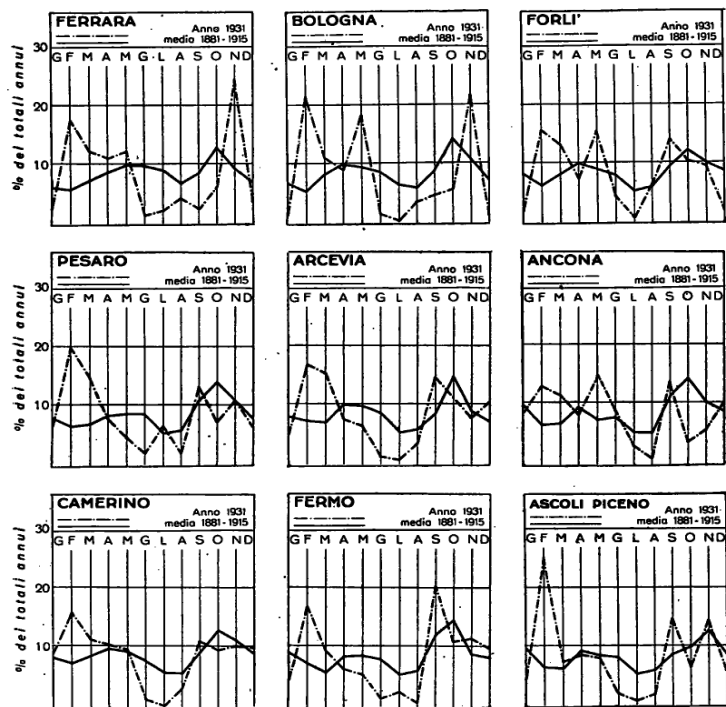 FERRARA
Anno 1931
media 1881-1915
G F M A M G L A S O N D
BOLOGNA
Anno 1931
media 1881-1915
G F M A M G L A S O N D
FORLI'
Anno 1931
media 1881-1915
G F M A M G L A S O N D
30
20
10
% dei totali annui
PESARO
Anno 1931
media 1881-1915
G F M A M G L A S O N D
ARCEVIA
Anno 1931
media 1881-1915
G F M A M G L A S O N D
ANCONA
Anno 1931
media 1881-1915
G F M A M G L A S O N D
30
20
10
% dei totali annui
CAMERINO
Anno 1931
media 1881-1915
G F M A M G L A S O N D
FERMO
Anno 1931
media 1881-1915
G F M A M G L A S O N D
ASCOLI PICENO
Anno 1931
media 1881-1915
G F M A M G L A S O N D
30
20
10
% dei totali annui